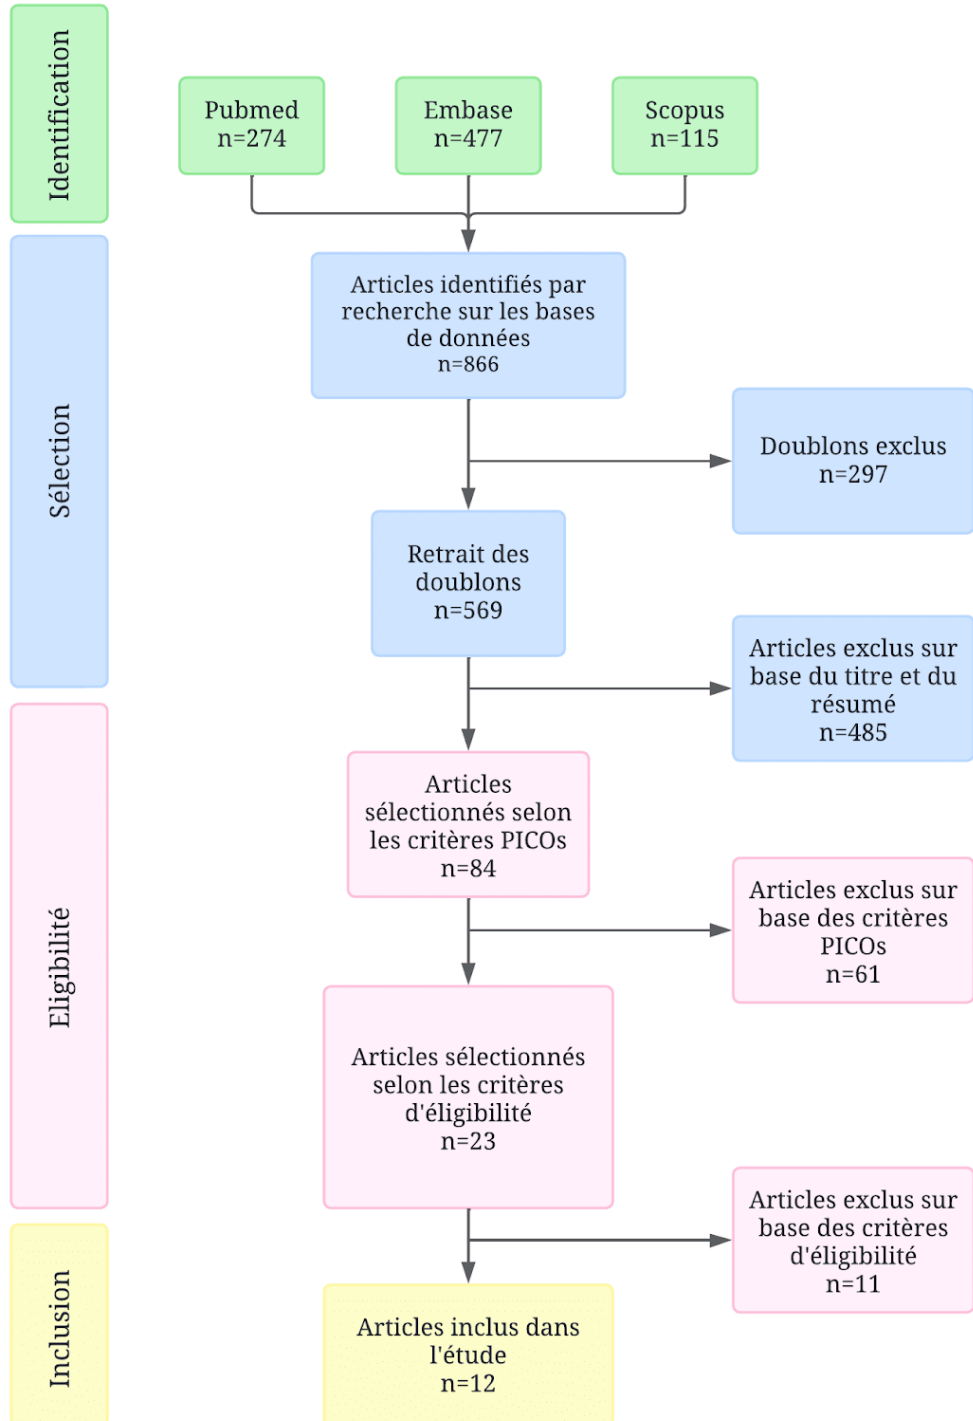 Identification
Pubmed
n=274
Embase
n=477
Scopus
n=115
Sélection
Articles identifiés par
recherche sur les bases
de données
n=866
Doublons exclus
n=297
Retrait des
doublons
n=569
Articles exclus sur
base du titre et du
résumé
n=485
Eligibilité
Articles
sélectionnés selon
les critères PICOs
n=84
Articles exclus sur
base des critères
PICOs
n=61
Articles sélectionnés
selon les critères
d'éligibilité
n=23
Articles exclus sur
base des critères
d'éligibilité
n=11
Inclusion
Articles inclus dans
l'étude
n=12